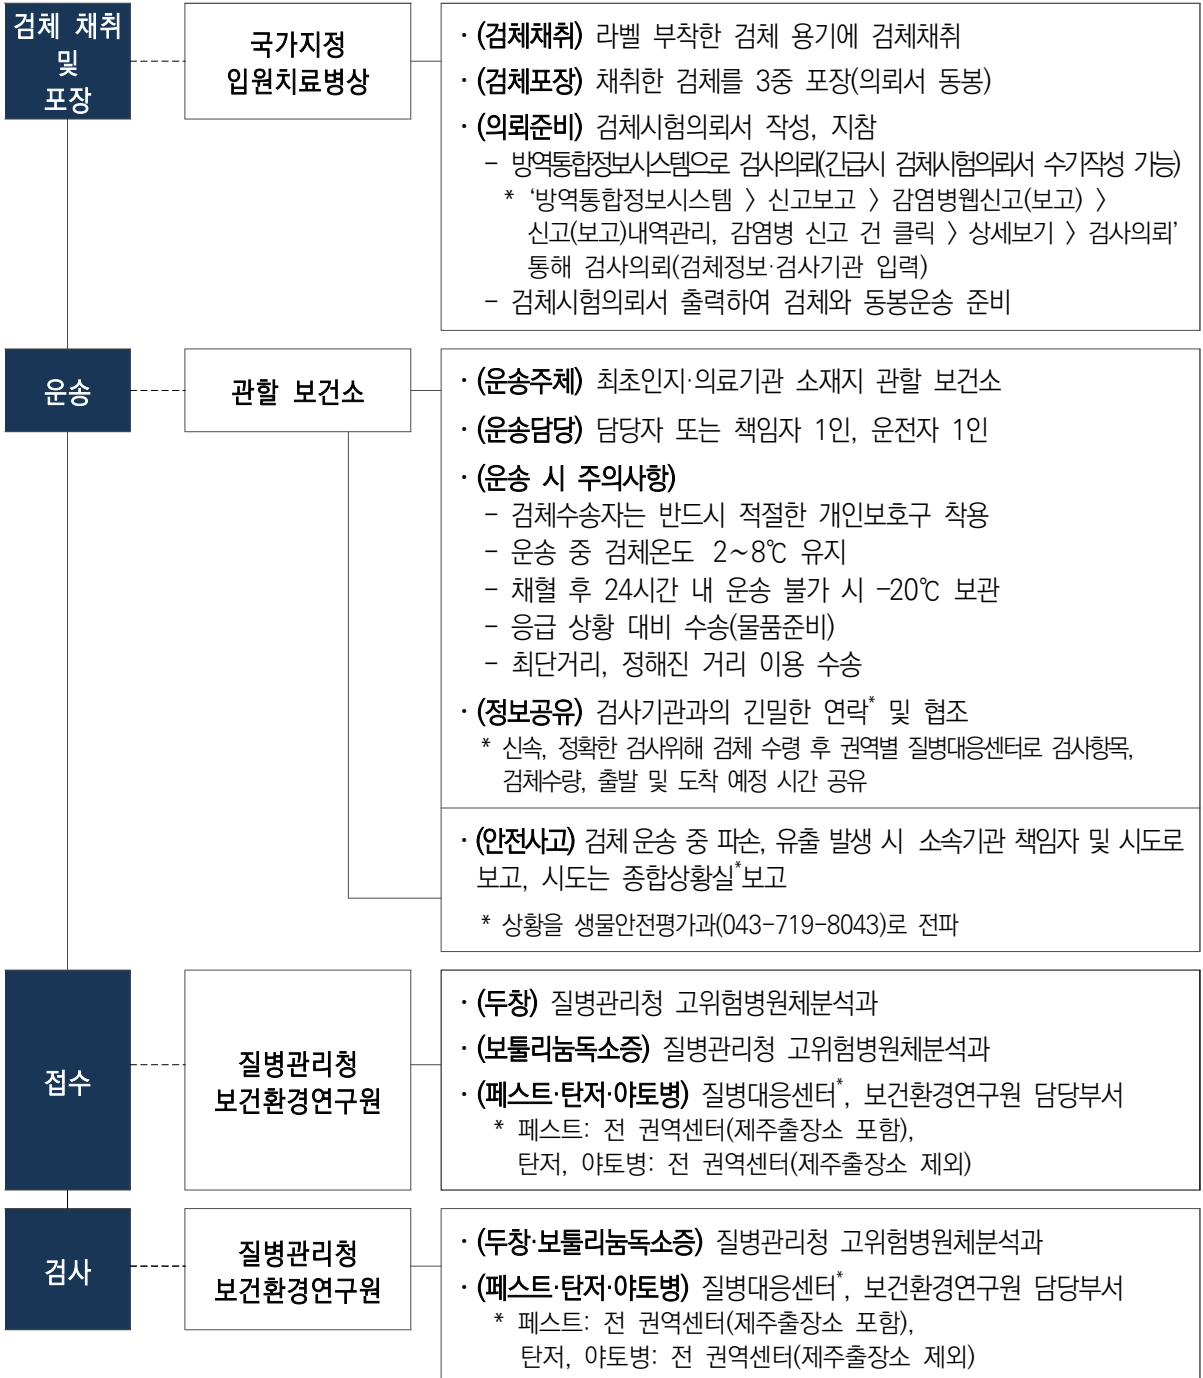 검체 채취
및
포장
국가지정
입원치료병상
· (검체채취) 라벨 부착한 검체 용기에 검체채취
· (검체포장) 채취한 검체를 3중 포장(의뢰서 동봉)
· (의뢰준비) 검체시험의뢰서 작성, 지참
- 방역통합정보시스템으로 검사의뢰(긴급시 검체시험의뢰서 수기작성 가능)
* ‘방역통합정보시스템 〉 신고보고 〉 감염병웹신고(보고) 〉
신고(보고)내역관리, 감염병 신고 건 클릭 〉 상세보기 〉 검사의뢰’
통해 검사의뢰(검체정보·검사기관 입력)
- 검체시험의뢰서 출력하여 검체와 동봉운송 준비
운송
관할 보건소
· (운송주체) 최초인지·의료기관 소재지 관할 보건소
· (운송담당) 담당자 또는 책임자 1인, 운전자 1인
· (운송 시 주의사항)
- 검체수송자는 반드시 적절한 개인보호구 착용
- 운송 중 검체온도 2~8℃ 유지
- 채혈 후 24시간 내 운송 불가 시 -20℃ 보관
- 응급 상황 대비 수송(물품준비)
- 최단거리, 정해진 거리 이용 수송
· (정보공유) 검사기관과의 긴밀한 연락* 및 협조
* 신속, 정확한 검사위해 검체 수령 후 권역별 질병대응센터로 검사항목,
검체수량, 출발 및 도착 예정 시간 공유
· (안전사고) 검체 운송 중 파손, 유출 발생 시 소속기관 책임자 및 시도로
보고, 시도는 종합상황실*보고
* 상황을 생물안전평가과(043-719-8043)로 전파
접수
질병관리청
보건환경연구원
· (두창) 질병관리청 고위험병원체분석과
· (보툴리눔독소증) 질병관리청 고위험병원체분석과
· (페스트·탄저·야토병) 질병대응센터*, 보건환경연구원 담당부서
* 페스트: 전 권역센터(제주출장소 포함),
탄저, 야토병: 전 권역센터(제주출장소 제외)
검사
질병관리청
보건환경연구원
· (두창·보툴리눔독소증) 질병관리청 고위험병원체분석과
· (페스트·탄저·야토병) 질병대응센터*, 보건환경연구원 담당부서
* 페스트: 전 권역센터(제주출장소 포함),
탄저, 야토병: 전 권역센터(제주출장소 제외)